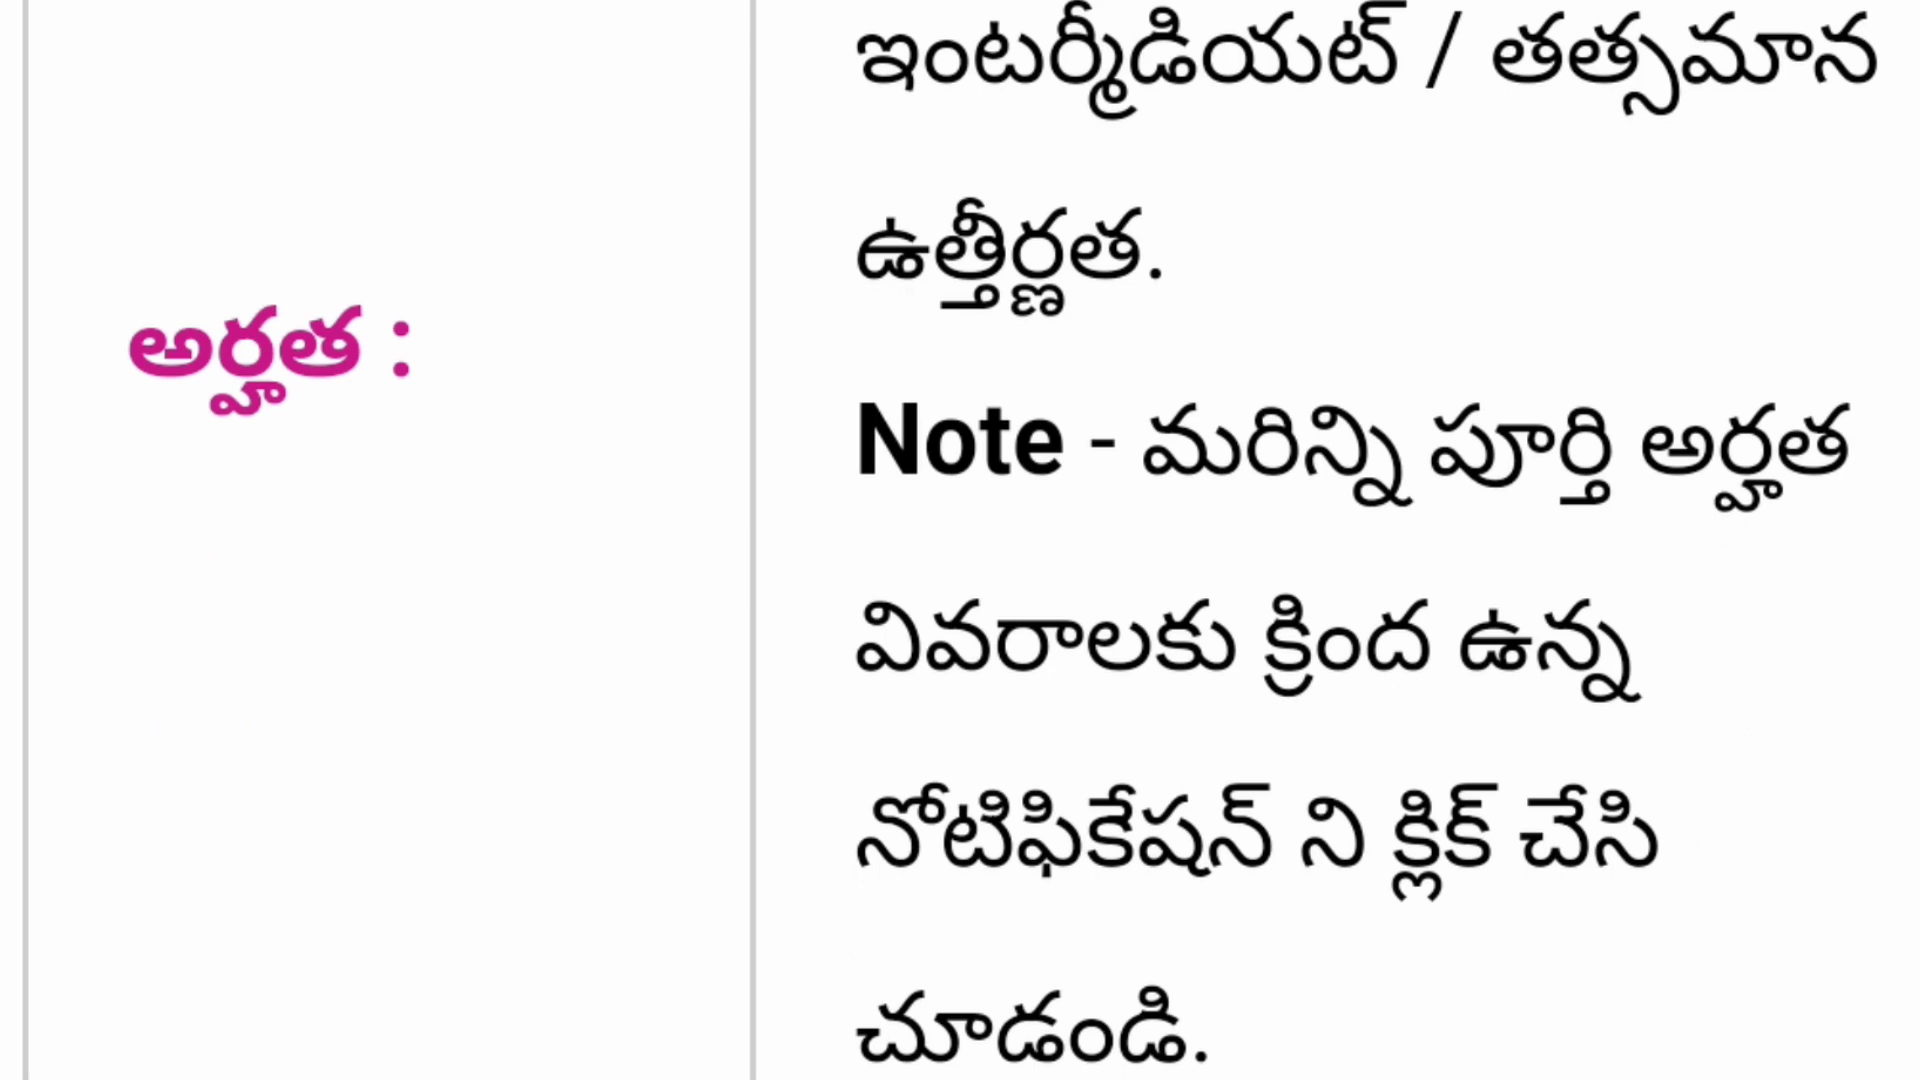 ఇంటర్మీడియట్ / తత్సమాన
ఉత్తీర్ణత.
అర్హత :
Note - మరిన్ని పూర్తి అర్హత
వివరాలకు క్రింద ఉన్న
నోటిఫికేషన్ ని క్లిక్ చేసి
చూడండి.